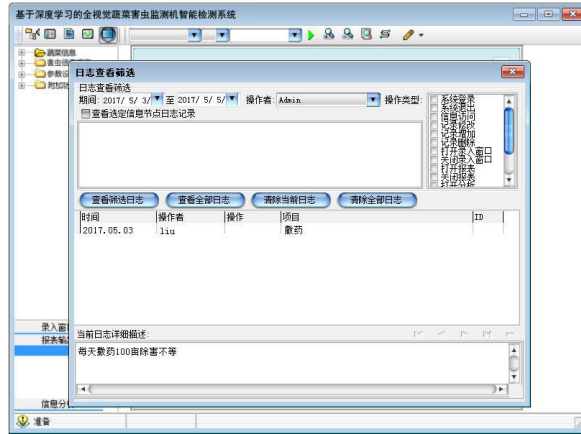 基于深度学习的全视觉蔬菜害虫监测机智能检测系统
蔬菜信息
害虫信
参数设
附加功
日志查看筛选
日志查看筛选
期间: 2017/ 5/ 3/ 至 2017/ 5/ 5/ 操作者: Admin 操作类型:
系统登录
系统退出
信息访问
记录修改
记录增加
记录删除
打开录入窗口
关闭录入窗口
打开报表
关闭报表
打开分析
查看选定信息节点日志记录
查看筛选日志 查看全部日志 清除当前日志 清除全部日志
时间 操作者 操作 项目 ID
2017.05.03 liu 撒药
当前日志详细描述:
每天散药100亩除害不等
录入窗
报表输
信息分
准备